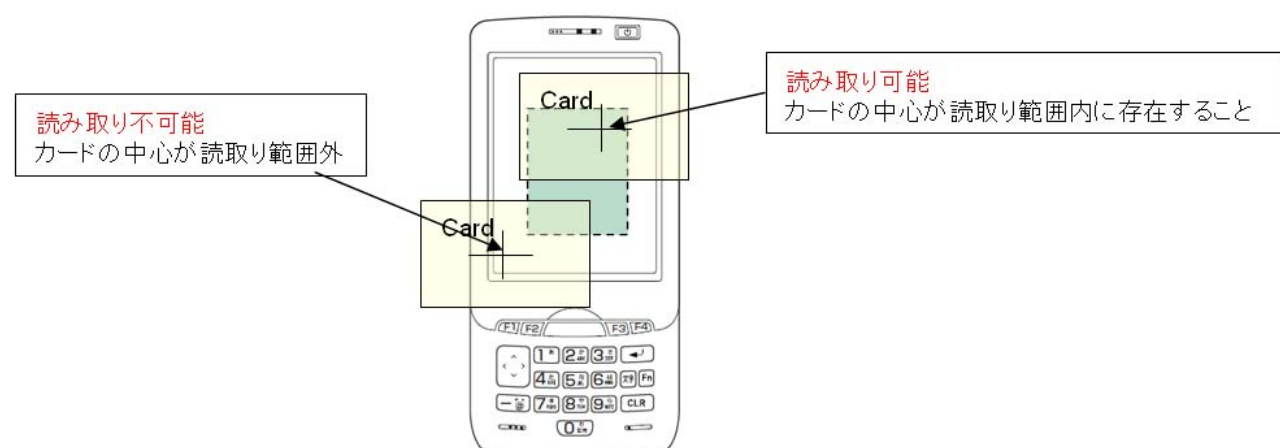 読み取り可能
カードの中心が読取り範囲内に存在すること
読み取り不可能
カードの中心が読取り範囲外
Card
Card
F1 F2 F3 F4
1 2 3
4 5 6 Fn
7 8 9 CLR
0